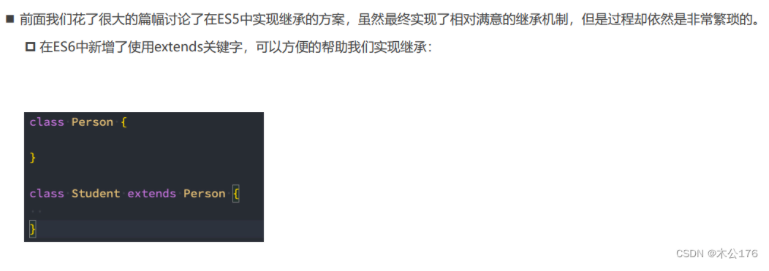 前面我们花了很大的篇幅讨论了在ES5中实现继承的方案，虽然最终实现了相对满意的继承机制，但是过程却依然是非常繁琐的。
在ES6中新增了使用extends关键字，可以方便的帮助我们实现继承：
class Person {
}
class Student extends Person {
}
CSDN @木公176